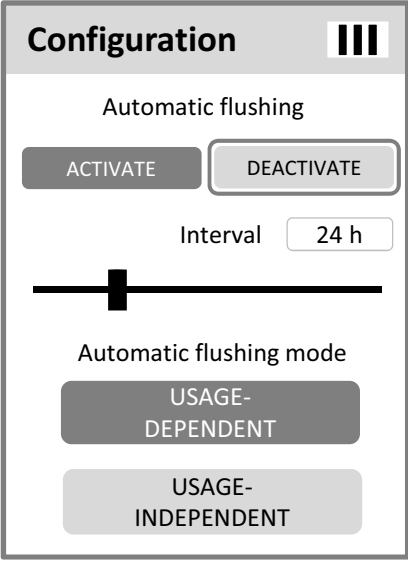 Configuration
Automatic flushing
ACTIVATE
DEACTIVATE
Interval 24 h
Automatic flushing mode
USAGE-
DEPENDENT
USAGE-
INDEPENDENT